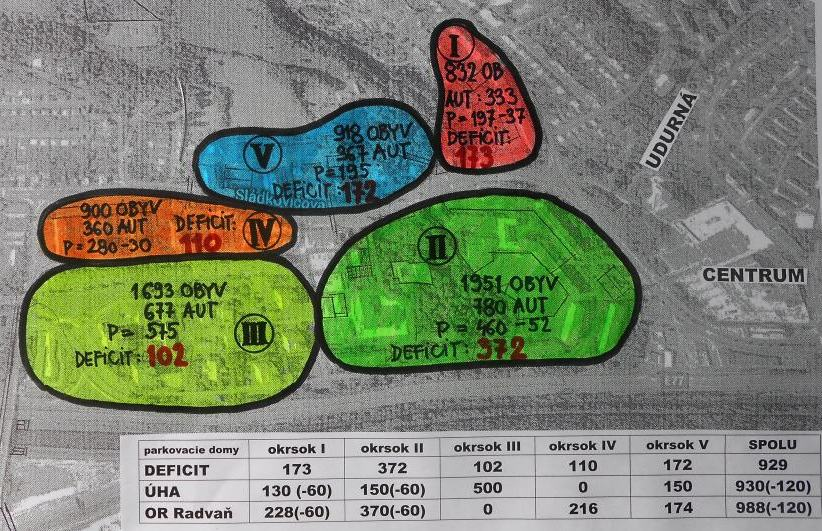 I
832 OB
AUT: 333
P= 197-37
DEFICIT:
173
UDURNÁ
V
918 OBYV
367 AUT
P=195
DEFICIT: 172
900 OBYV
360 AUT
P= 280-30
DEFICIT:
110
IV
II
1951 OBYV
780 AUT
P = 460 -52
DEFICIT: 372
CENTRUM
1693 OBYV
677 AUT
P= 575
DEFICIT: 102
III
E77
parkovacie domy okrsok I okrsok II okrsok III okrsok IV okrsok V SPOLU
DEFICIT 173 372 102 110 172 929
ÚHA 130 (-60) 150(-60) 500 0 150 930(-120)
OR Radvaň 228(-60) 370(-60) 0 216 174 988(-120)